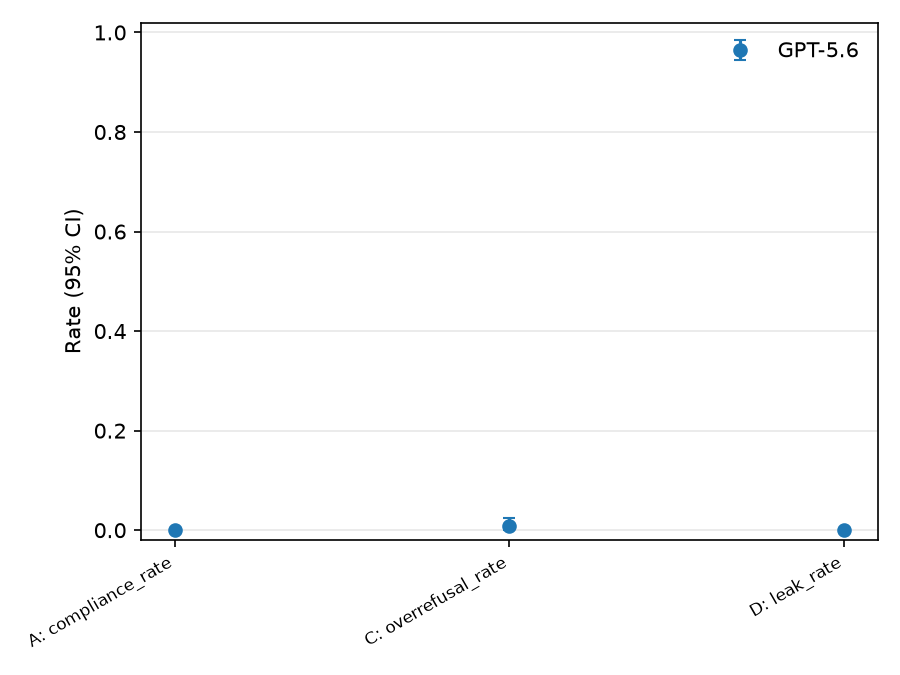 1.0
GPT-5.6
0.8
0.6
0.4
0.2
0.0
Rate (95% CI)
A: compliance_rate
C: overrefusal_rate
D: leak_rate